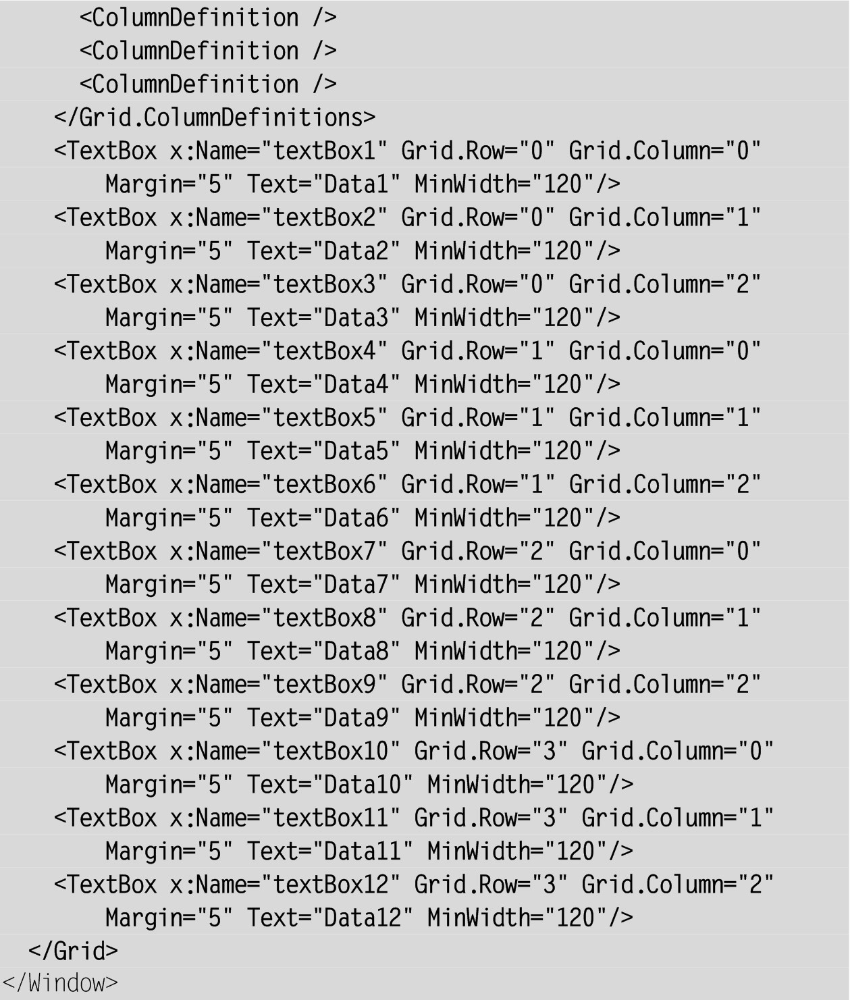 <ColumnDefinition />
<ColumnDefinition />
<ColumnDefinition />
</Grid.ColumnDefinitions>
<TextBox x:Name="textBox1" Grid.Row="0" Grid.Column="0"
Margin="5" Text="Data1" MinWidth="120"/>
<TextBox x:Name="textBox2" Grid.Row="0" Grid.Column="1"
Margin="5" Text="Data2" MinWidth="120"/>
<TextBox x:Name="textBox3" Grid.Row="0" Grid.Column="2"
Margin="5" Text="Data3" MinWidth="120"/>
<TextBox x:Name="textBox4" Grid.Row="1" Grid.Column="0"
Margin="5" Text="Data4" MinWidth="120"/>
<TextBox x:Name="textBox5" Grid.Row="1" Grid.Column="1"
Margin="5" Text="Data5" MinWidth="120"/>
<TextBox x:Name="textBox6" Grid.Row="1" Grid.Column="2"
Margin="5" Text="Data6" MinWidth="120"/>
<TextBox x:Name="textBox7" Grid.Row="2" Grid.Column="0"
Margin="5" Text="Data7" MinWidth="120"/>
<TextBox x:Name="textBox8" Grid.Row="2" Grid.Column="1"
Margin="5" Text="Data8" MinWidth="120"/>
<TextBox x:Name="textBox9" Grid.Row="2" Grid.Column="2"
Margin="5" Text="Data9" MinWidth="120"/>
<TextBox x:Name="textBox10" Grid.Row="3" Grid.Column="0"
Margin="5" Text="Data10" MinWidth="120"/>
<TextBox x:Name="textBox11" Grid.Row="3" Grid.Column="1"
Margin="5" Text="Data11" MinWidth="120"/>
<TextBox x:Name="textBox12" Grid.Row="3" Grid.Column="2"
Margin="5" Text="Data12" MinWidth="120"/>
</Grid>
</Window>